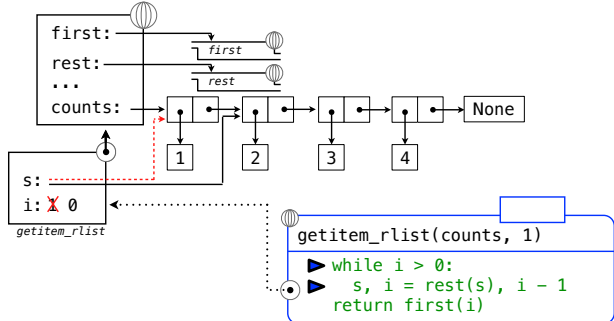 first:
first
rest:
rest
...
counts:
None
1
2
3
4
s:
i: 1 0
getitem_rlist
getitem_rlist(counts, 1)
while i > 0:
s, i = rest(s), i - 1
return first(i)